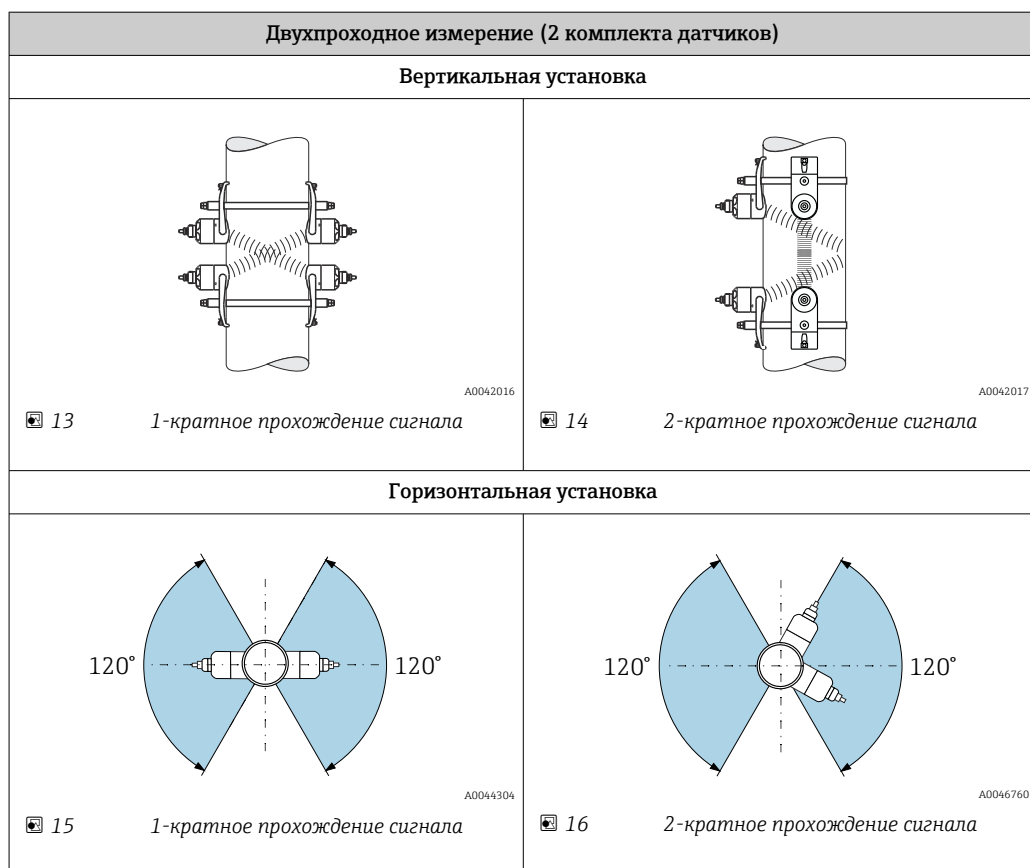 Двухпроходное измерение (2 комплекта датчиков)
Вертикальная установка
A0042016
13 1-кратное прохождение сигнала
A0042017
14 2-кратное прохождение сигнала
Горизонтальная установка
120° 120°
A0044304
15 1-кратное прохождение сигнала
120° 120°
A0046760
16 2-кратное прохождение сигнала